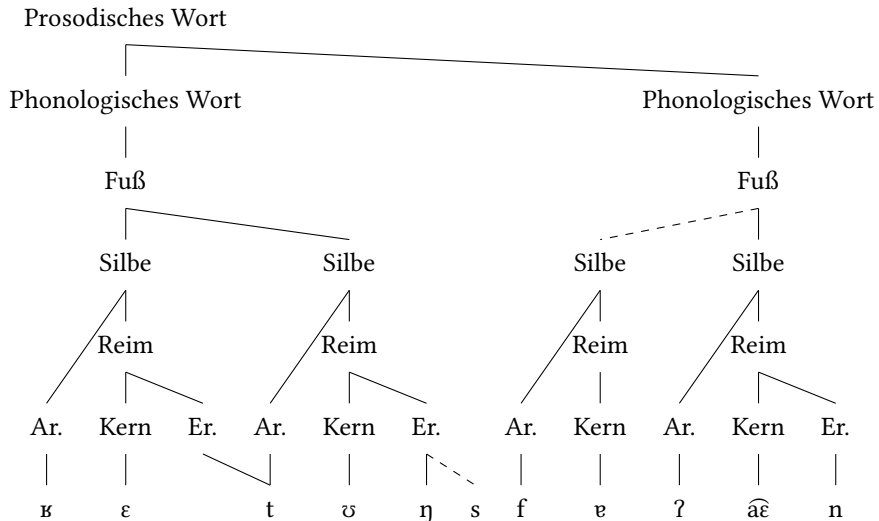 Prosodisches Wort
Phonologisches Wort Phonologisches Wort
Fuß Fuß
Silbe Silbe Silbe Silbe
Reim Reim Reim Reim
Ar. Kern Er. Ar. Kern Er. Ar. Kern Ar. Kern Er.
ʁ ɛ t ʊ ŋ s f ɐ ʔ a͡ɛ n